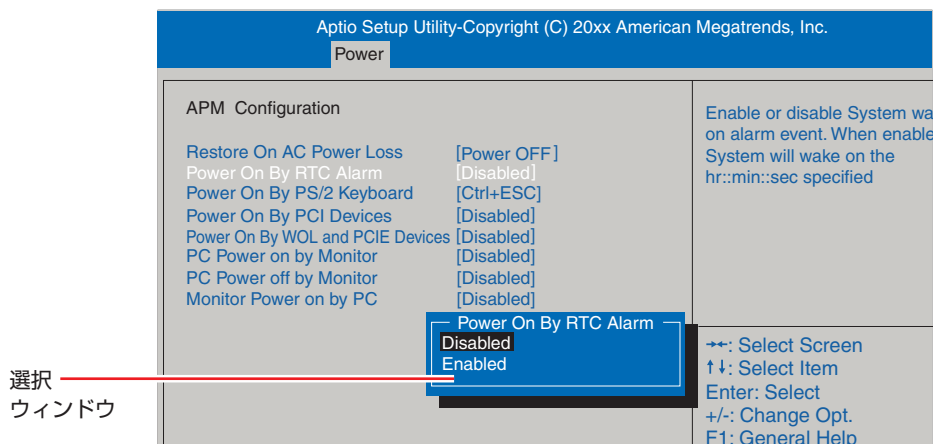 Aptio Setup Utility-Copyright (C) 20xx American Megatrends, Inc.
Power
APM Configuration
Restore On AC Power Loss [Power OFF]
Power On By RTC Alarm [Disabled]
Power On By PS/2 Keyboard [Ctrl+ESC]
Power On By PCI Devices [Disabled]
Power On By WOL and PCIE Devices [Disabled]
PC Power on by Monitor [Disabled]
PC Power off by Monitor [Disabled]
Monitor Power on by PC [Disabled]
Power On By RTC Alarm
Disabled
Enabled
Enable or disable System wa
on alarm event. When enable
System will wake on the
hr::min::sec specified
→←: Select Screen
↑↓: Select Item
Enter: Select
+/-: Change Opt.
F1: General Help
選択
ウィンドウ